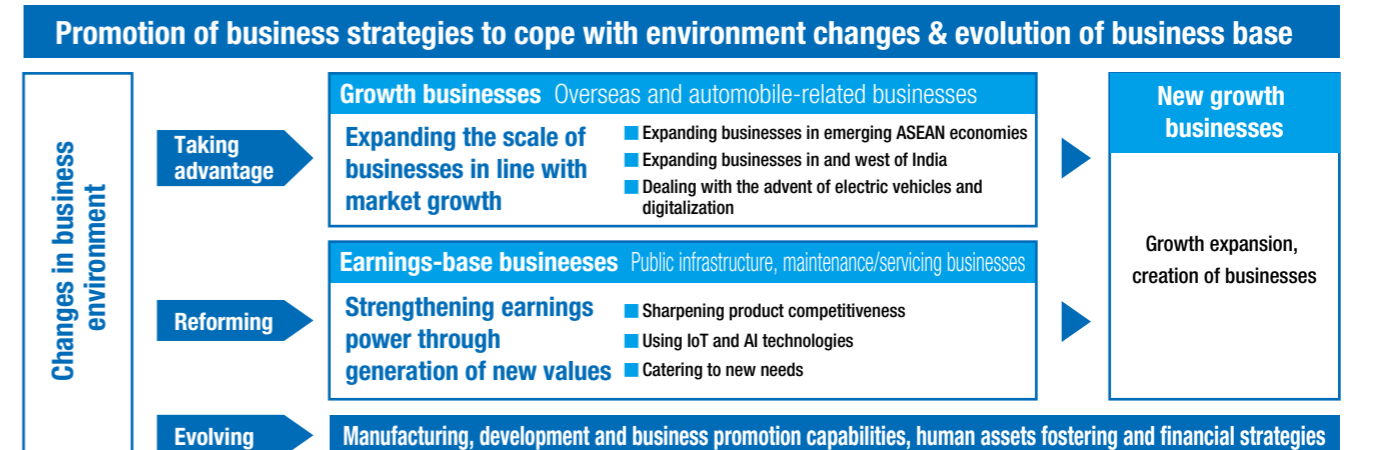 Promotion of business strategies to cope with environment changes & evolution of business base
Changes in business
environment
Taking
advantage
Growth businesses Overseas and automobile-related businesses
Expanding the scale of
businesses in line with
market growth
■ Expanding businesses in emerging ASEAN economies
■ Expanding businesses in and west of India
■ Dealing with the advent of electric vehicles and
digitalization
Reforming
Earnings-base busineeses Public infrastructure, maintenance/servicing businesses
Strengthening earnings
power through
generation of new values
■ Sharpening product competitiveness
■ Using IoT and AI technologies
■ Catering to new needs
New growth
businesses
Growth expansion,
creation of businesses
Evolving
Manufacturing, development and business promotion capabilities, human assets fostering and financial strategies